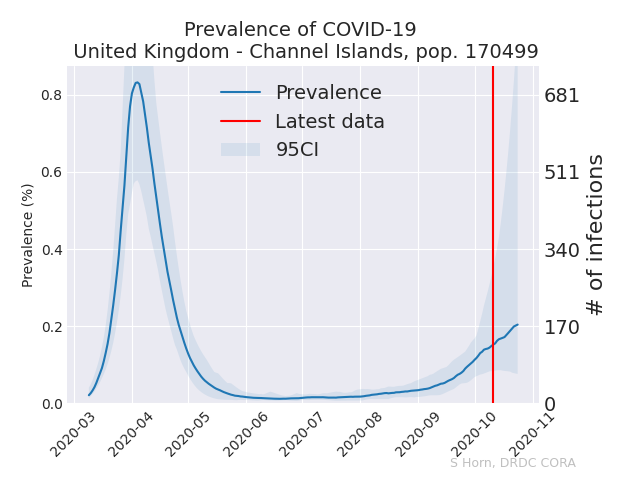 Prevalence of COVID-19
United Kingdom - Channel Islands, pop. 170499
Prevalence
Latest data
95CI
Prevalence (%)
0.8
0.6
0.4
0.2
0.0
681
511
340
170
0
# of infections
2020-03
2020-04
2020-05
2020-06
2020-07
2020-08
2020-09
2020-10
2020-11
S Horn, DRDC CORA